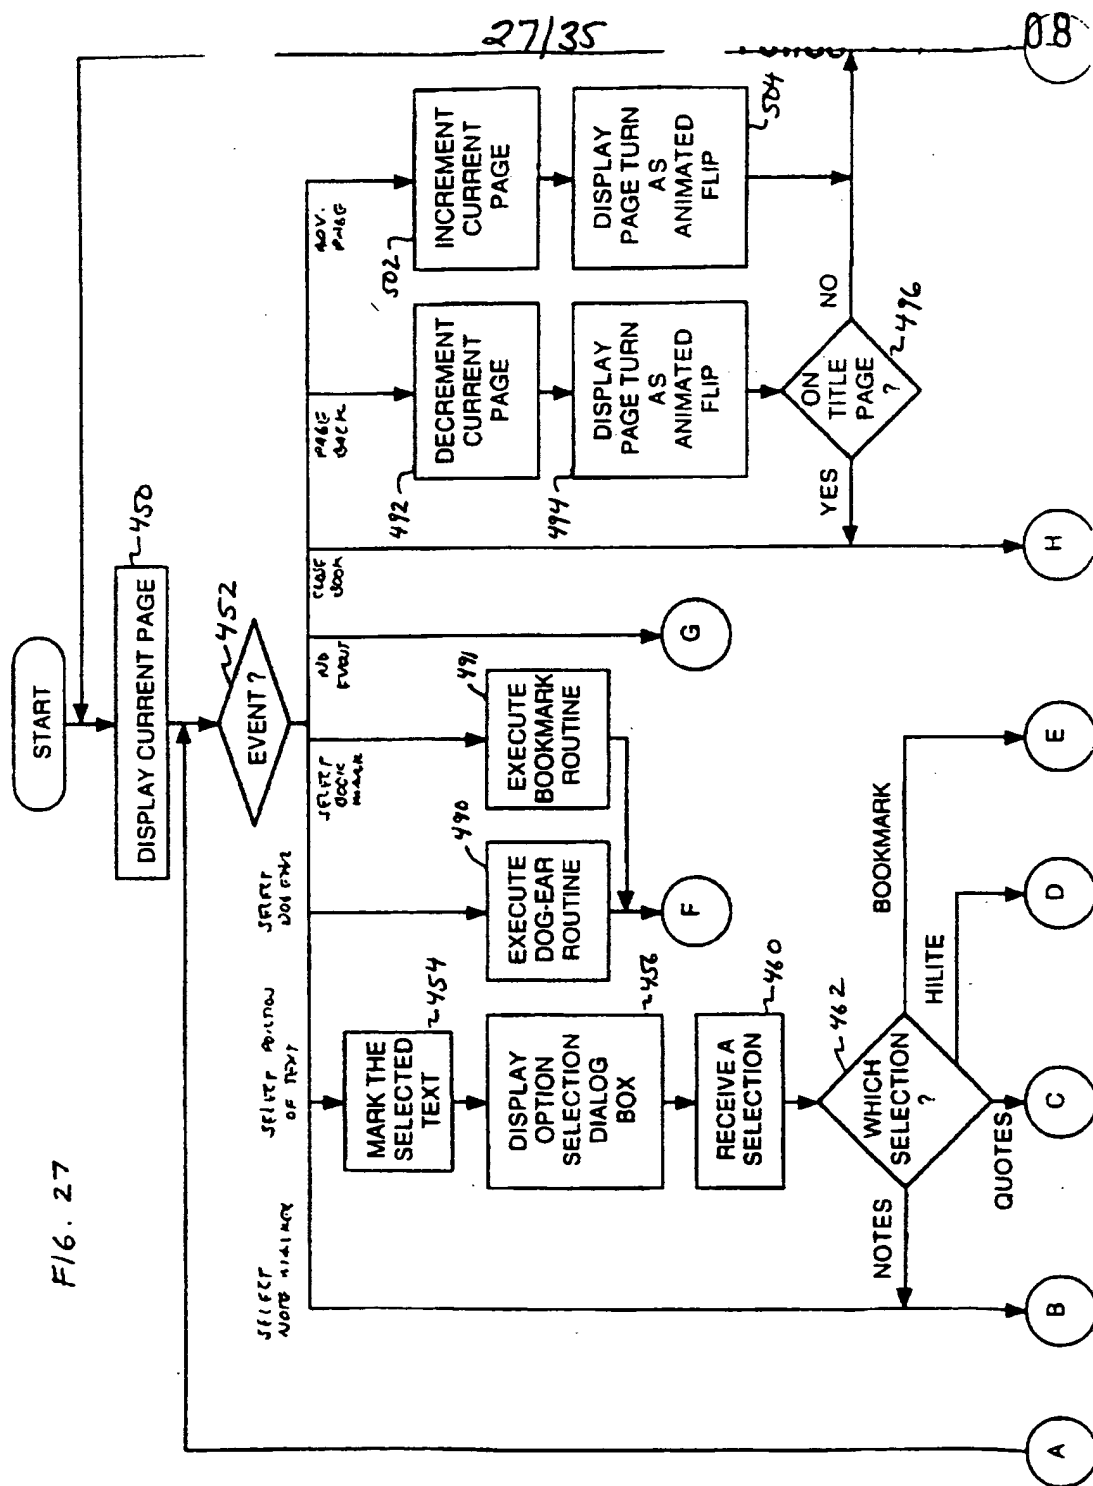 27/35
08
FIG. 27
START
DISPLAY CURRENT PAGE
450
EVENT?
452
SELECT
NOTE MARKER
SELECT PORTION
OF TEXT
SELECT
DOG EAR
SELECT
BOOK
MARK
NO
EVENT
CLOSE
BOOK
PAGE
BACK
ADV.
PAGE
MARK THE
SELECTED
TEXT
454
DISPLAY
OPTION
SELECTION
DIALOG
BOX
456
RECEIVE A
SELECTION
460
WHICH
SELECTION
?
462
NOTES
QUOTES
HILITE
BOOKMARK
EXECUTE
DOG-EAR
ROUTINE
490
EXECUTE
BOOKMARK
ROUTINE
491
DECREMENT
CURRENT
PAGE
492
DISPLAY
PAGE TURN
AS
ANIMATED
FLIP
494
ON
TITLE
PAGE
?
496
YES
NO
INCREMENT
CURRENT
PAGE
502
DISPLAY
PAGE TURN
AS
ANIMATED
FLIP
504
A
B
C
D
E
F
G
H